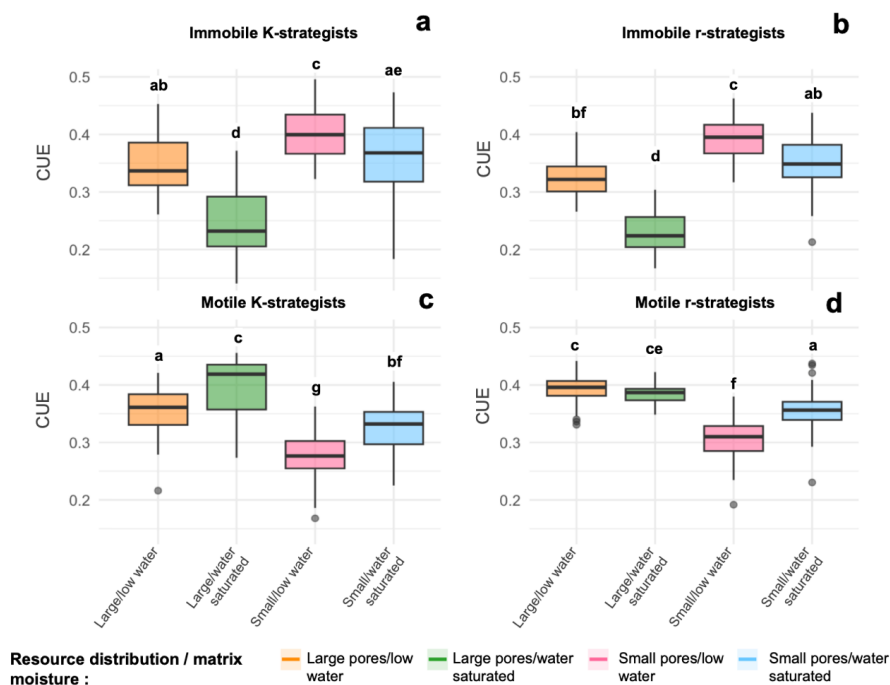 Immobile K-strategists
a
CUE
0.5
0.4
0.3
0.2
ab
d
c
ae
Immobile r-strategists
b
CUE
0.5
0.4
0.3
0.2
bf
d
c
ab
Motile K-strategists
c
CUE
0.5
0.4
0.3
0.2
a
c
g
bf
Large/low water
Large/water
saturated
Small/low water
Small/water
saturated
Motile r-strategists
d
CUE
0.5
0.4
0.3
0.2
c
ce
f
a
Large/low water
Large/water
saturated
Small/low water
Small/water
saturated
Resource distribution / matrix
moisture :
Large pores/low
water
Large pores/water
saturated
Small pores/low
water
Small pores/water
saturated